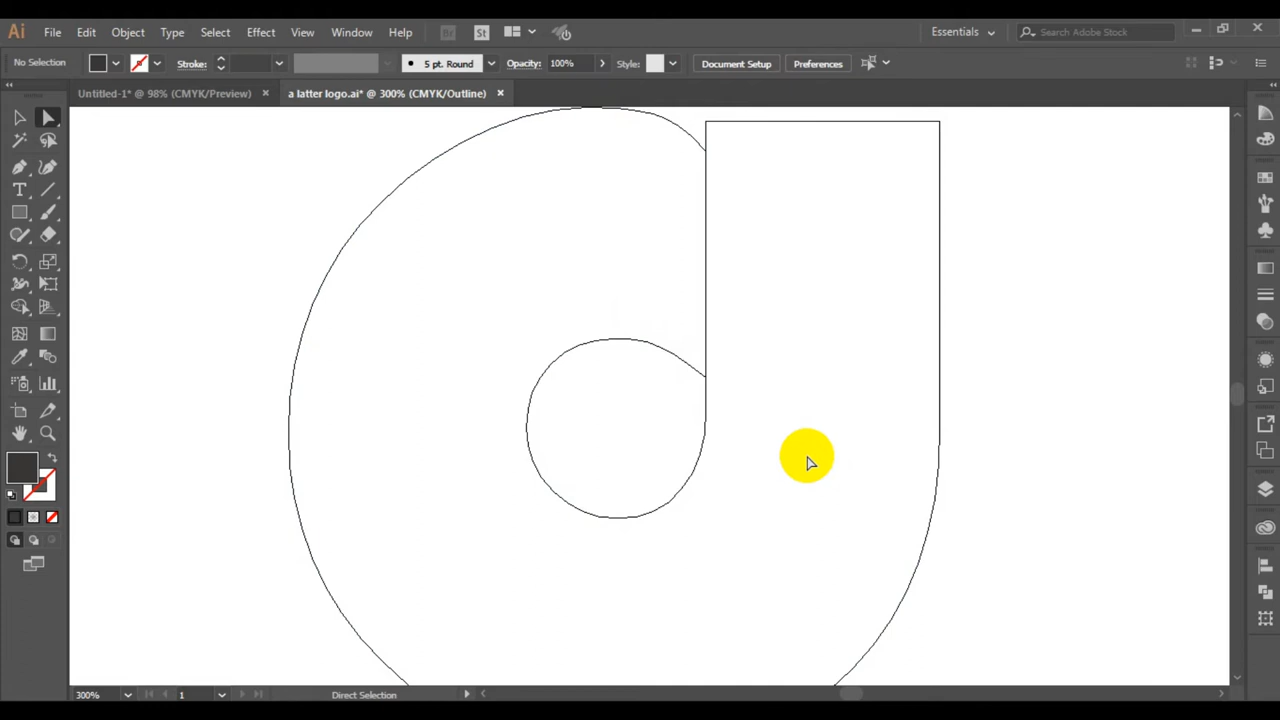 Ai File Edit Object Type Select Effect View Window Help Br St Essentials Search Adobe Stock
No Selection Stroke: 5 pt. Round Opacity: 100% Style: Document Setup Preferences
Untitled-1* @ 98% (CMYK/Preview) × a latter logo.ai* @ 300% (CMYK/Outline) ×
T
300% 1 Direct Selection